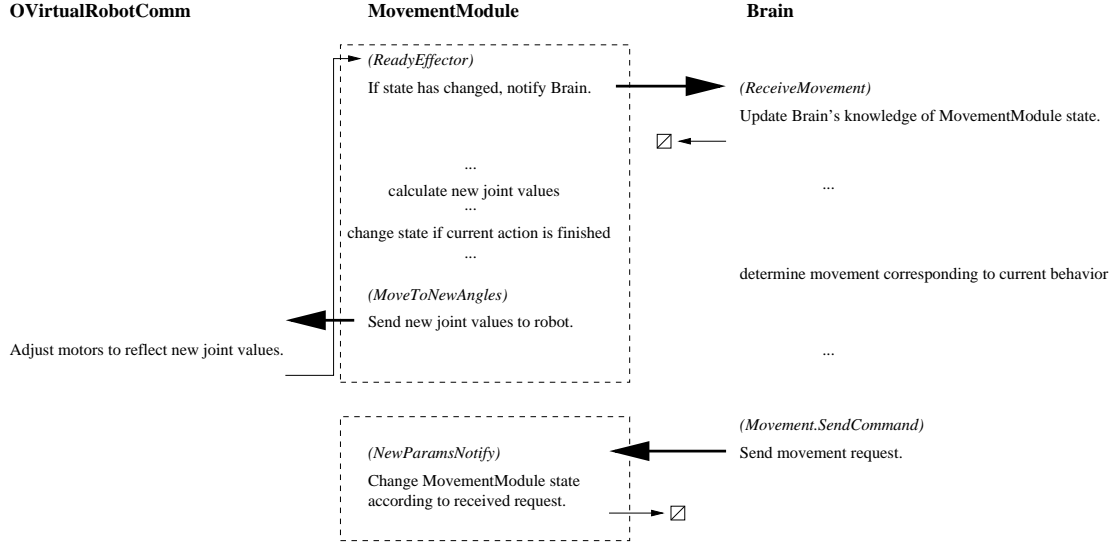 OVirtualRobotComm MovementModule Brain
(ReadyEffector)
If state has changed, notify Brain.
(ReceiveMovement)
Update Brain's knowledge of MovementModule state.
...
calculate new joint values
...
...
change state if current action is finished
...
determine movement corresponding to current behavior
(MoveToNewAngles)
Send new joint values to robot.
Adjust motors to reflect new joint values.
...
(Movement.SendCommand)
Send movement request.
(NewParamsNotify)
Change MovementModule state
according to received request.